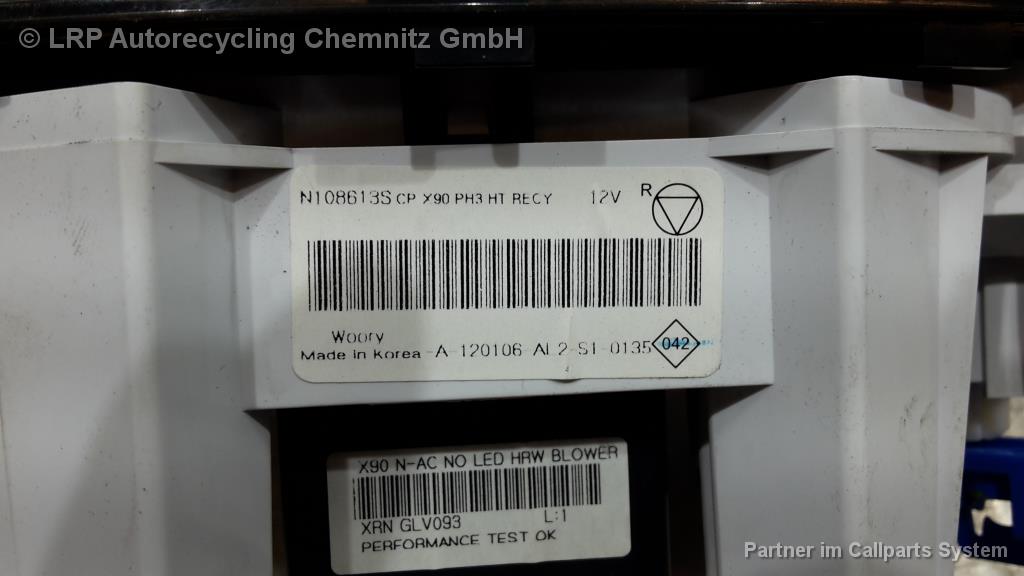 © LRP Autorecycling Chemnitz GmbH
N108613S CP X90 PH3 HT RECY 12V R
Woory
Made in Korea -A-120106-AL2-S1-0135 042
X90 N-AC NO LED HRW BLOWER
XRN GLV093 L:1
PERFORMANCE TEST OK
Partner im Callparts System